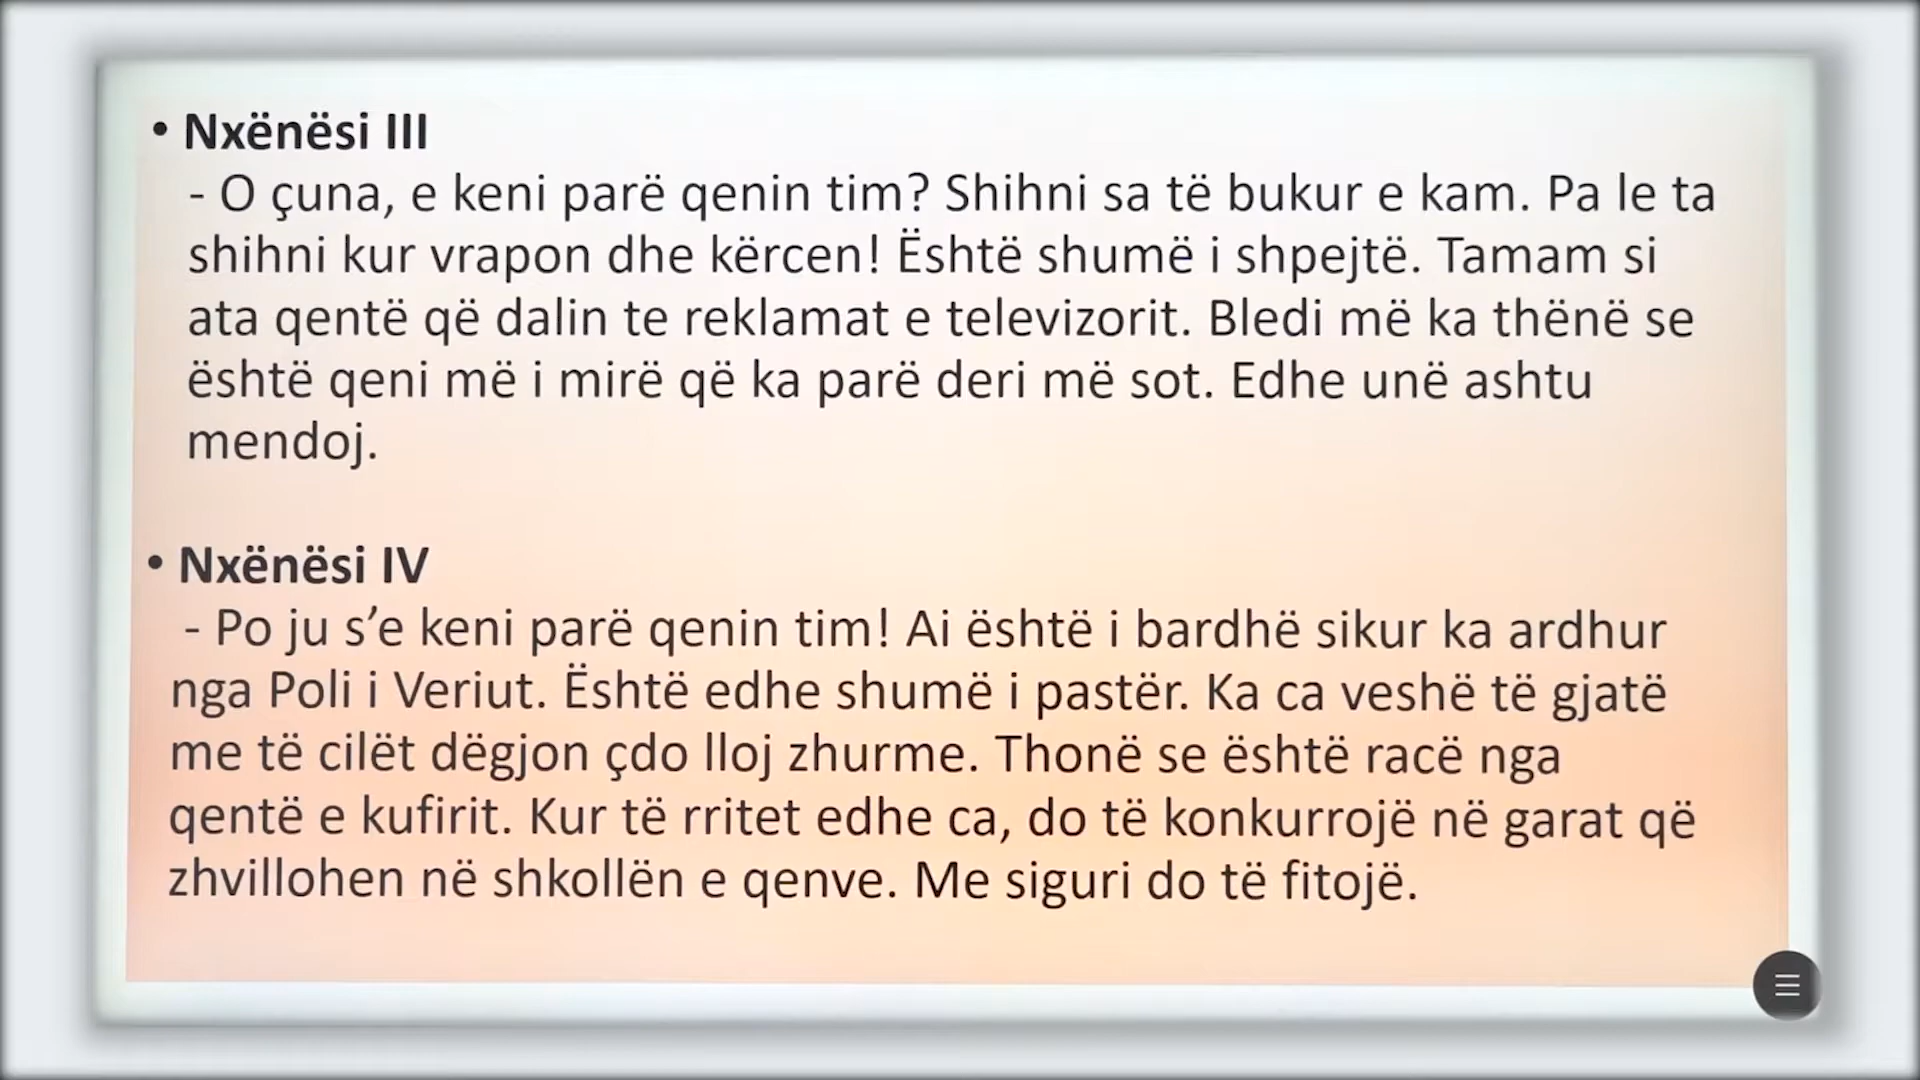 • Nxënësi III
- O çuna, e keni parë qenin tim? Shihni sa të bukur e kam. Pa le ta
shihni kur vrapon dhe kërcen! Është shumë i shpejtë. Tamam si
ata qentë që dalin te reklamat e televizorit. Bledi më ka thënë se
është qeni më i mirë që ka parë deri më sot. Edhe unë ashtu
mendoj.
• Nxënësi IV
- Po ju s’e keni parë qenin tim! Ai është i bardhë sikur ka ardhur
nga Poli i Veriut. Është edhe shumë i pastër. Ka ca veshë të gjatë
me të cilët dëgjon çdo lloj zhurme. Thonë se është racë nga
qentë e kufirit. Kur të rritet edhe ca, do të konkurrojë në garat që
zhvillohen në shkollën e qenve. Me siguri do të fitojë.